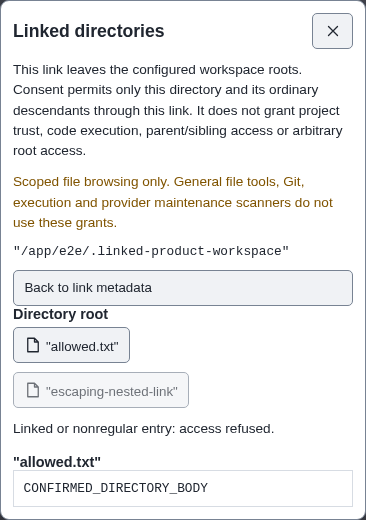 Linked directories
This link leaves the configured workspace roots.
Consent permits only this directory and its ordinary
descendants through this link. It does not grant project
trust, code execution, parent/sibling access or arbitrary
root access.
Scoped file browsing only. General file tools, Git,
execution and provider maintenance scanners do not
use these grants.
"/app/e2e/.linked-product-workspace"
Back to link metadata
Directory root
"allowed.txt"
"escaping-nested-link"
Linked or nonregular entry: access refused.
"allowed.txt"
CONFIRMED_DIRECTORY_BODY